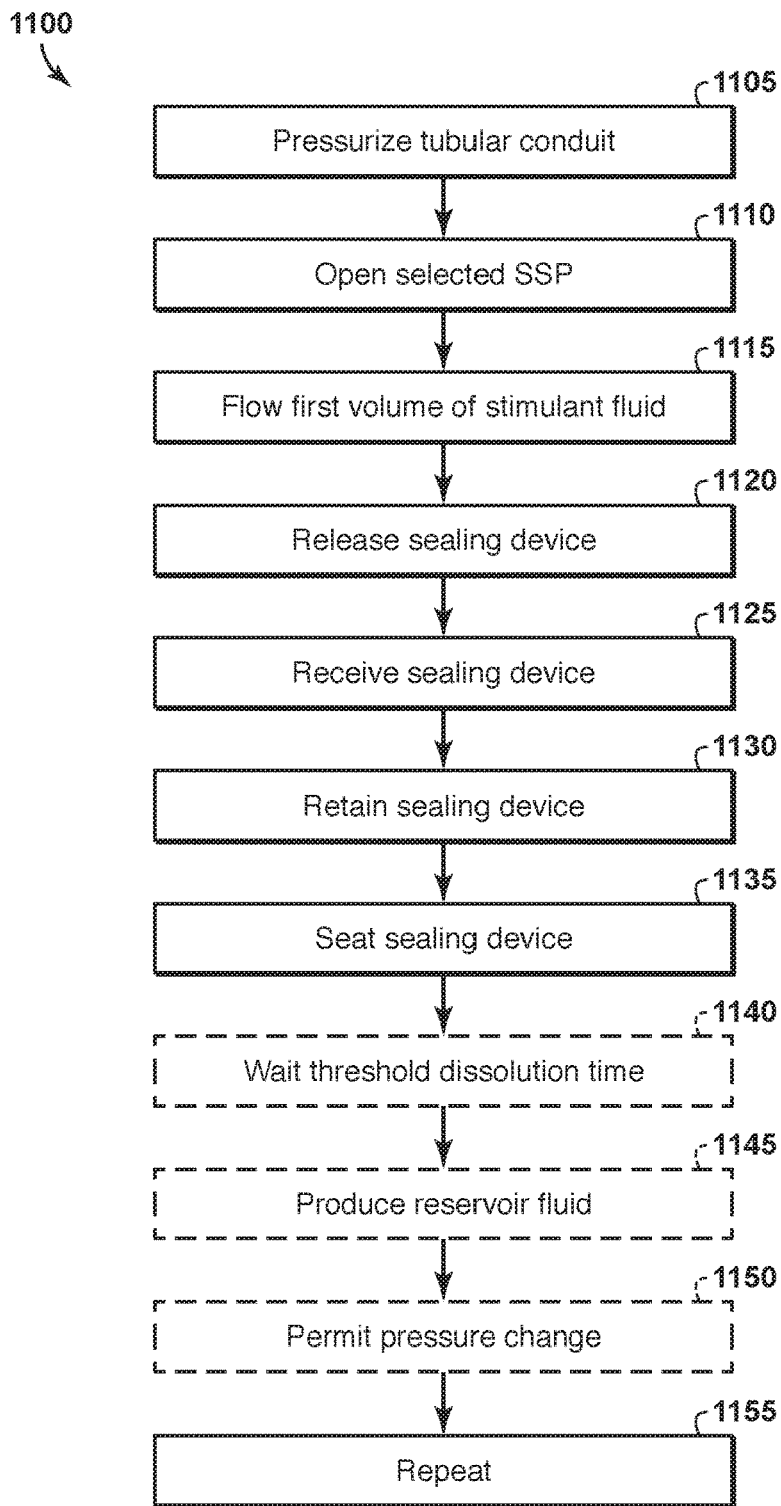 1100
1105
Pressurize tubular conduit
1110
Open selected SSP
1115
Flow first volume of stimulant fluid
1120
Release sealing device
1125
Receive sealing device
1130
Retain sealing device
1135
Seat sealing device
1140
Wait threshold dissolution time
1145
Produce reservoir fluid
1150
Permit pressure change
1155
Repeat